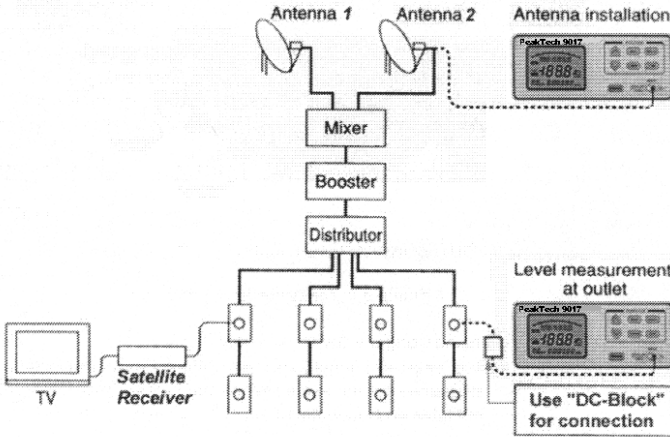 Antenna 1
Antenna 2
Antenna installation
PeakTech 9017
Mixer
Booster
Distributor
Level measurement
at outlet
PeakTech 9017
TV
Satellite
Receiver
Use "DC-Block"
for connection